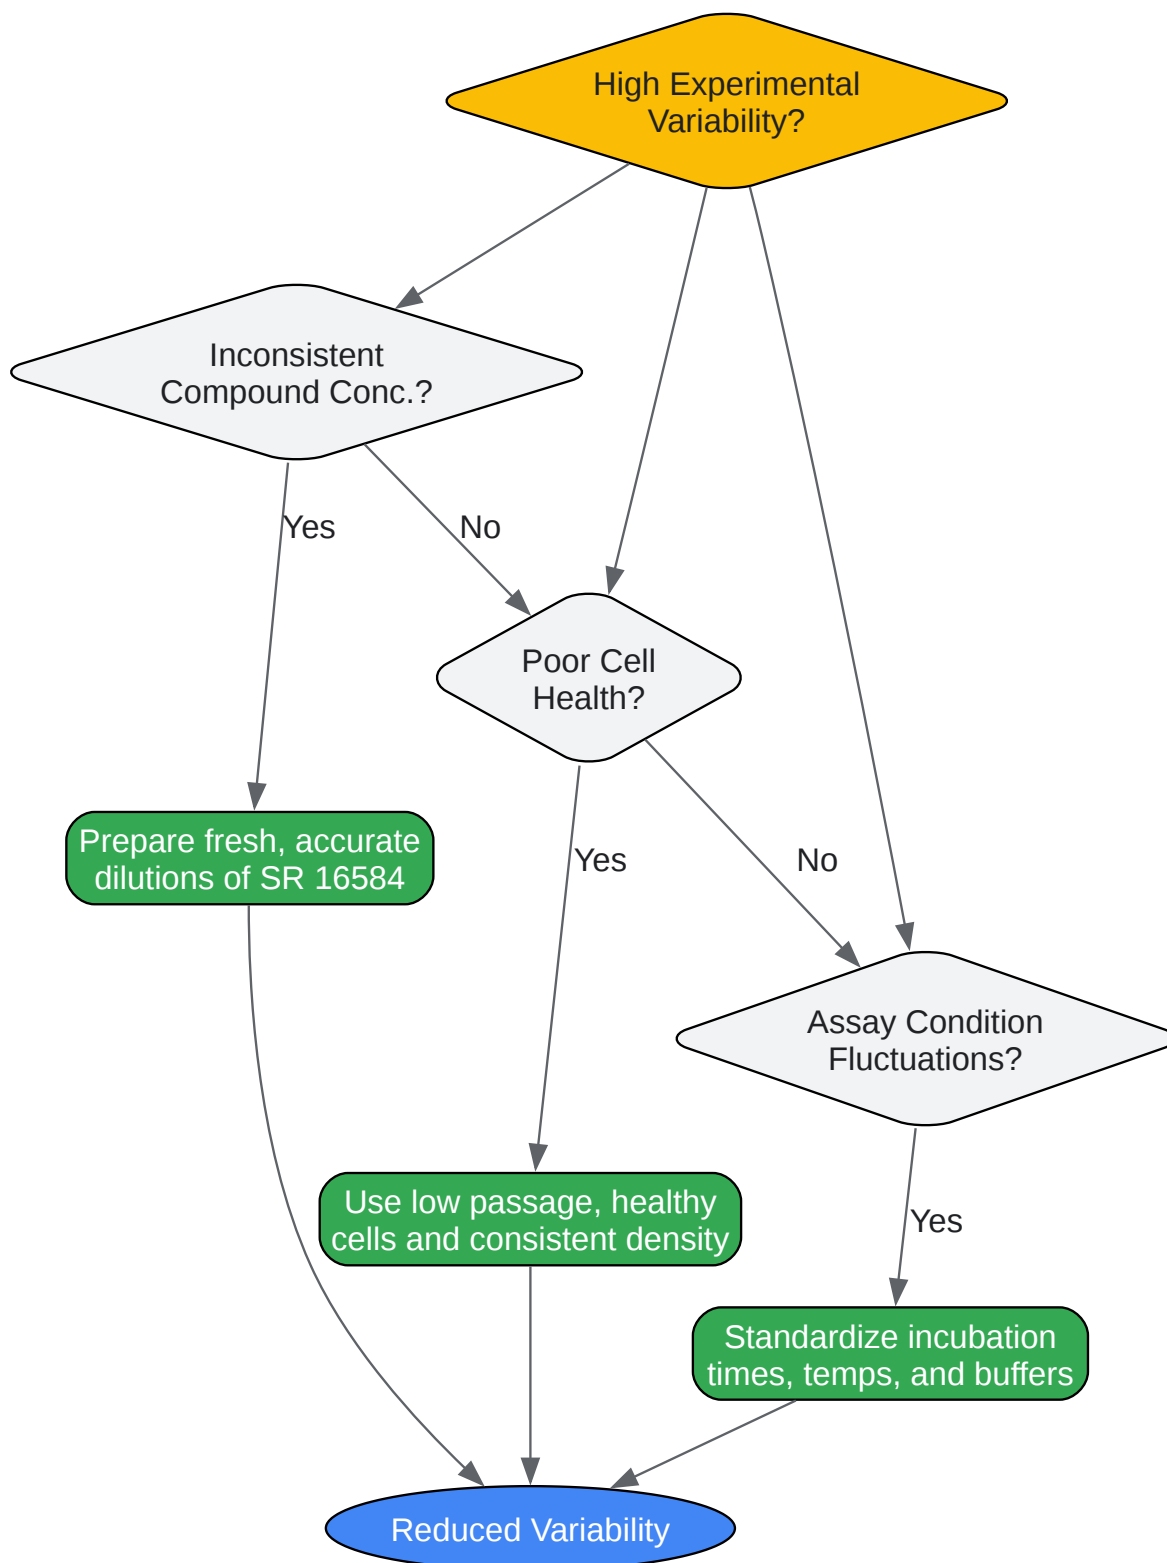 High Experimental
Variability?
Inconsistent
Compound Conc.?
Yes
No
Poor Cell
Health?
Prepare fresh, accurate
dilutions of SR 16584
Yes
No
Assay Condition
Fluctuations?
Use low passage, healthy
cells and consistent density
Yes
Standardize incubation
times, temps, and buffers
Reduced Variability